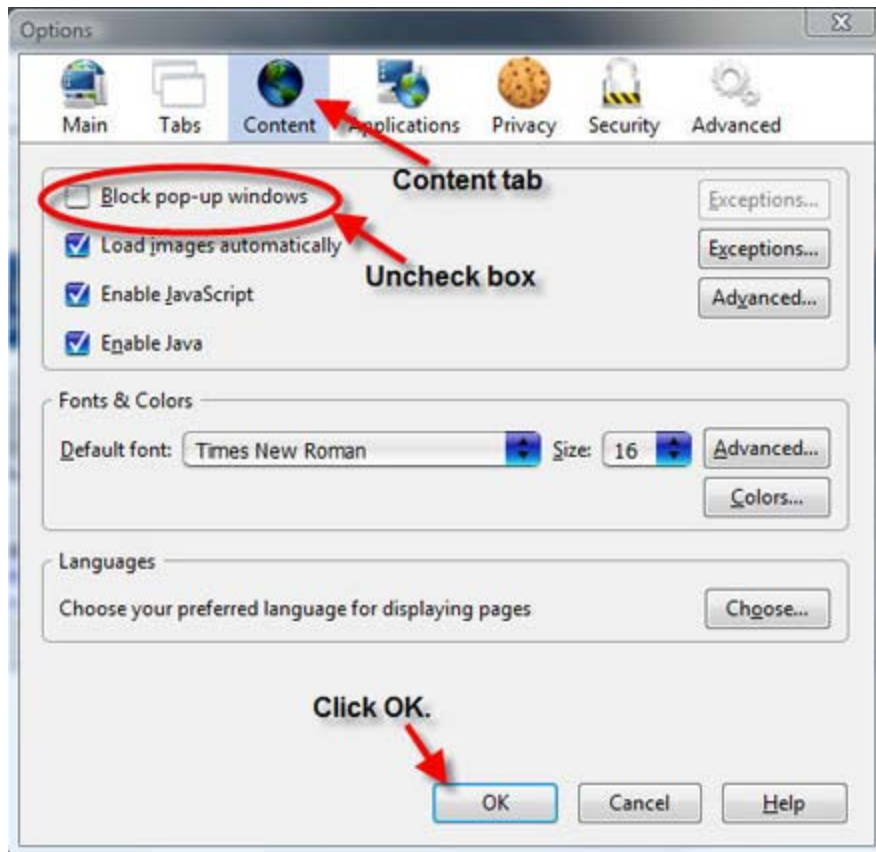 Options
Main Tabs Content Applications Privacy Security Advanced
Content tab
Block pop-up windows Exceptions...
Load images automatically Exceptions...
Uncheck box
Enable JavaScript Advanced...
Enable Java
Fonts & Colors
Default font: Times New Roman Size: 16 Advanced...
Colors...
Languages
Choose your preferred language for displaying pages Choose...
Click OK.
OK Cancel Help